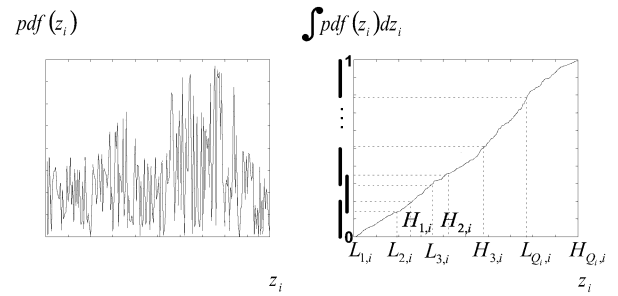 pdf(z_i) ∫pdf(z_i)dz_i
1
⋮
H_{1,i} H_{2,i}
0
L_{1,i} L_{2,i} L_{3,i} H_{3,i} L_{Q_i,i} H_{Q_i,i}
z_i z_i